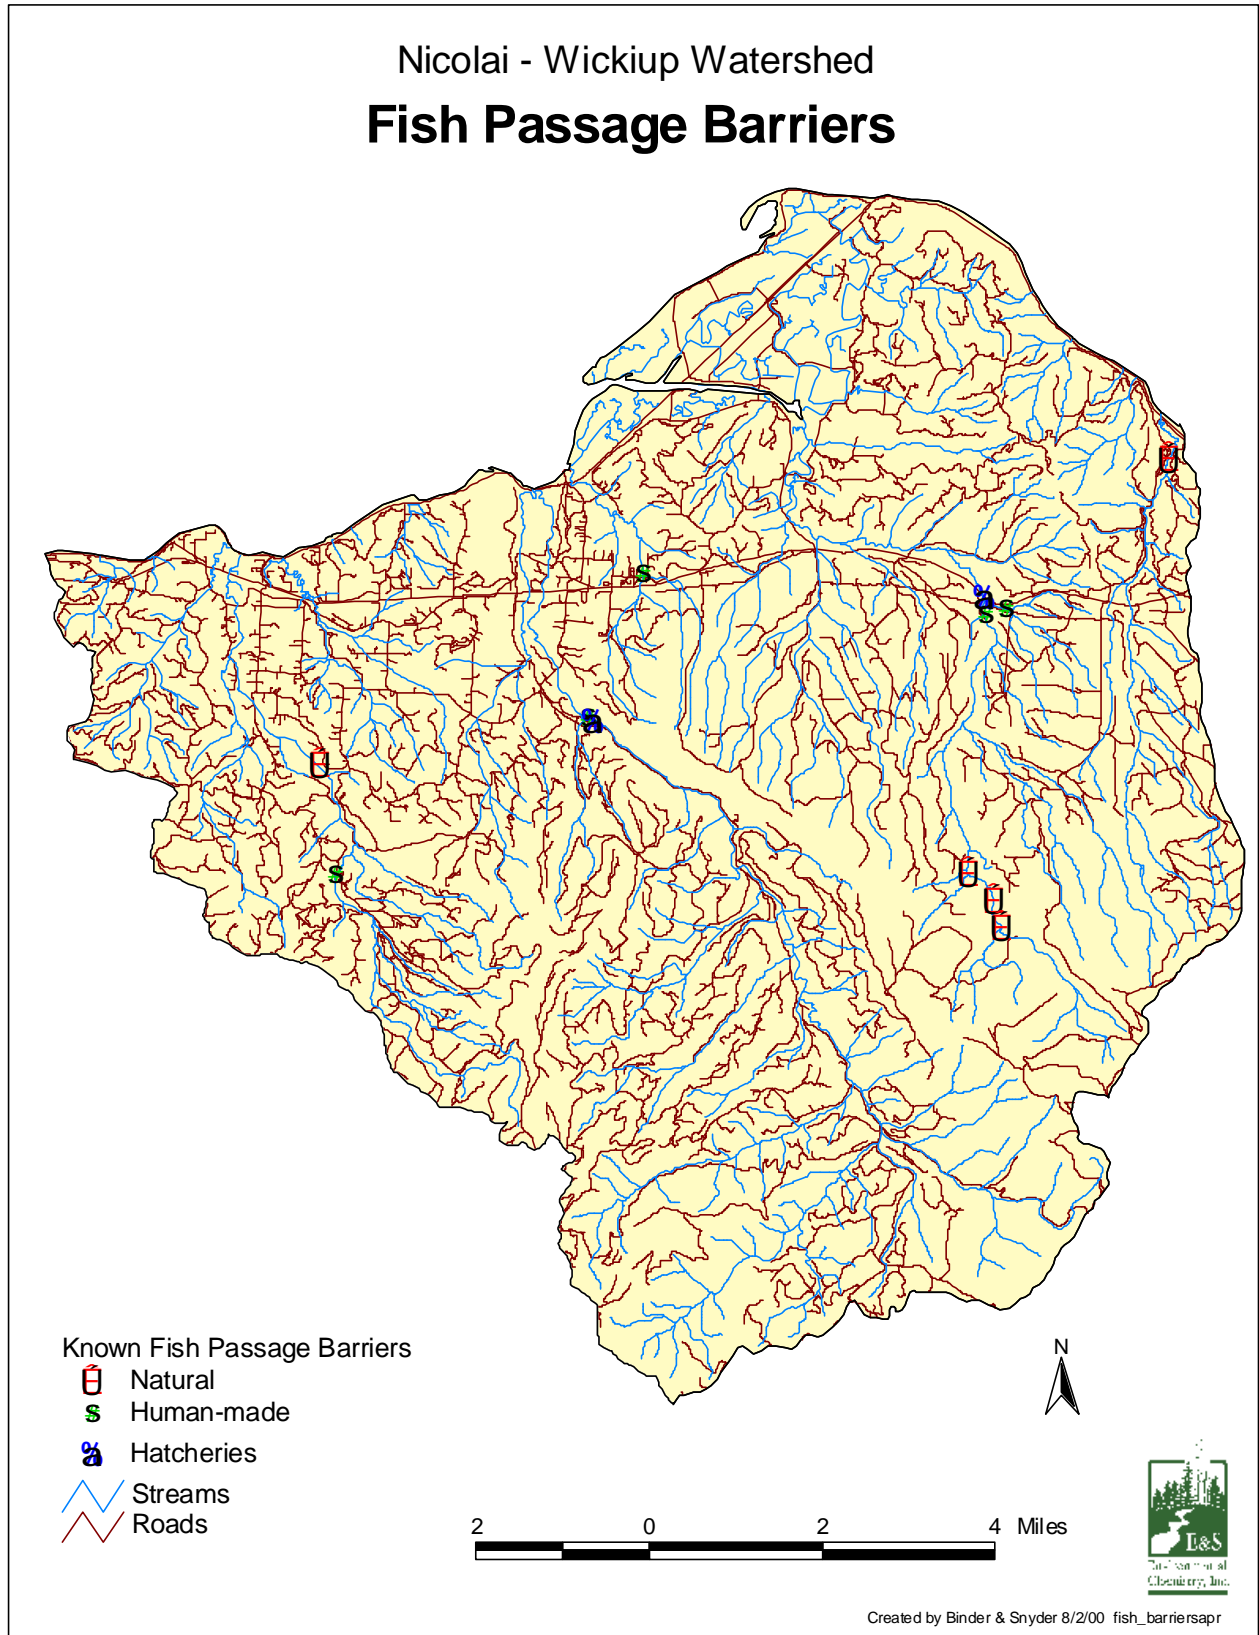 Nicolai - Wickiup Watershed
Fish Passage Barriers
Known Fish Passage Barriers
Natural
Human-made
Hatcheries
Streams
Roads
N
2 0 2 4 Miles
E&S
Environmental
Chemistry, Inc.
Created by Binder & Snyder 8/2/00 fish_barriersapr